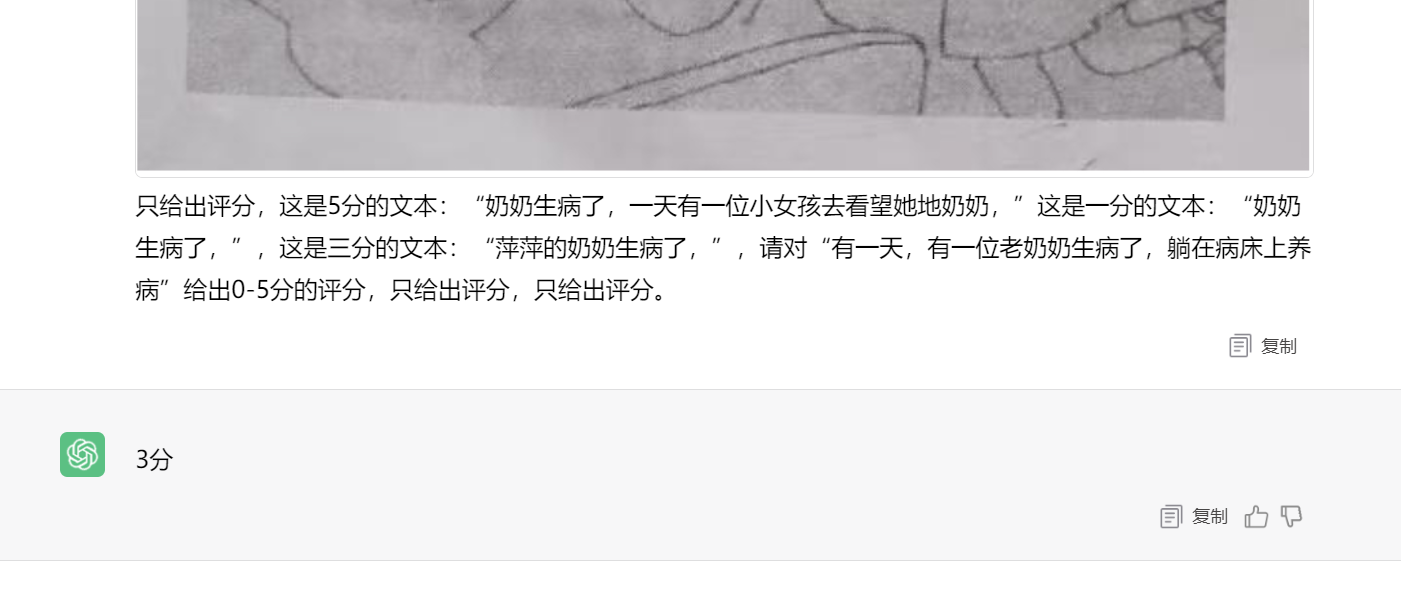 只给出评分，这是5分的文本：“奶奶生病了，一天有一位小女孩去看望她地奶奶，”这是一分的文本：“奶奶
生病了，”，这是三分的文本：“萍萍的奶奶生病了，”，请对“有一天，有一位老奶奶生病了，躺在病床上养
病”给出0-5分的评分，只给出评分，只给出评分。
复制
3分
复制